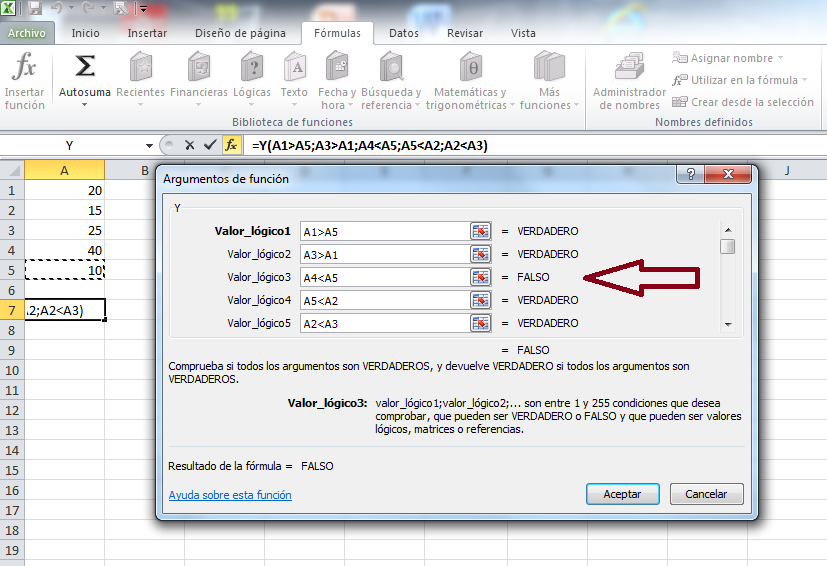 Archivo Inicio Insertar Diseño de página Fórmulas Datos Revisar Vista
Insertar función
Autosuma
Recientes
Financieras
Lógicas
Texto
Fecha y hora
Búsqueda y referencia
Matemáticas y trigonométricas
Más funciones
Biblioteca de funciones
Administrador de nombres
Asignar nombre
Utilizar en la fórmula
Crear desde la selección
Nombres definidos
Y fx =Y(A1>A5;A3>A1;A4<A5;A5<A2;A2<A3)
A B J
1 20
2 15
3 25
4 40
5 10
6
7 A2;A2<A3)
8
9
10
11
12
13
14
15
16
17
18
19
Argumentos de función
Y
Valor_lógico1 A1>A5 = VERDADERO
Valor_lógico2 A3>A1 = VERDADERO
Valor_lógico3 A4<A5 = FALSO
Valor_lógico4 A5<A2 = VERDADERO
Valor_lógico5 A2<A3 = VERDADERO
= FALSO
Comprueba si todos los argumentos son VERDADEROS, y devuelve VERDADERO si todos los argumentos son
VERDADEROS.
Valor_lógico3: valor_lógico1;valor_lógico2;... son entre 1 y 255 condiciones que desea
comprobar, que pueden ser VERDADERO o FALSO y que pueden ser valores
lógicos, matrices o referencias.
Resultado de la fórmula = FALSO
Ayuda sobre esta función
Aceptar Cancelar